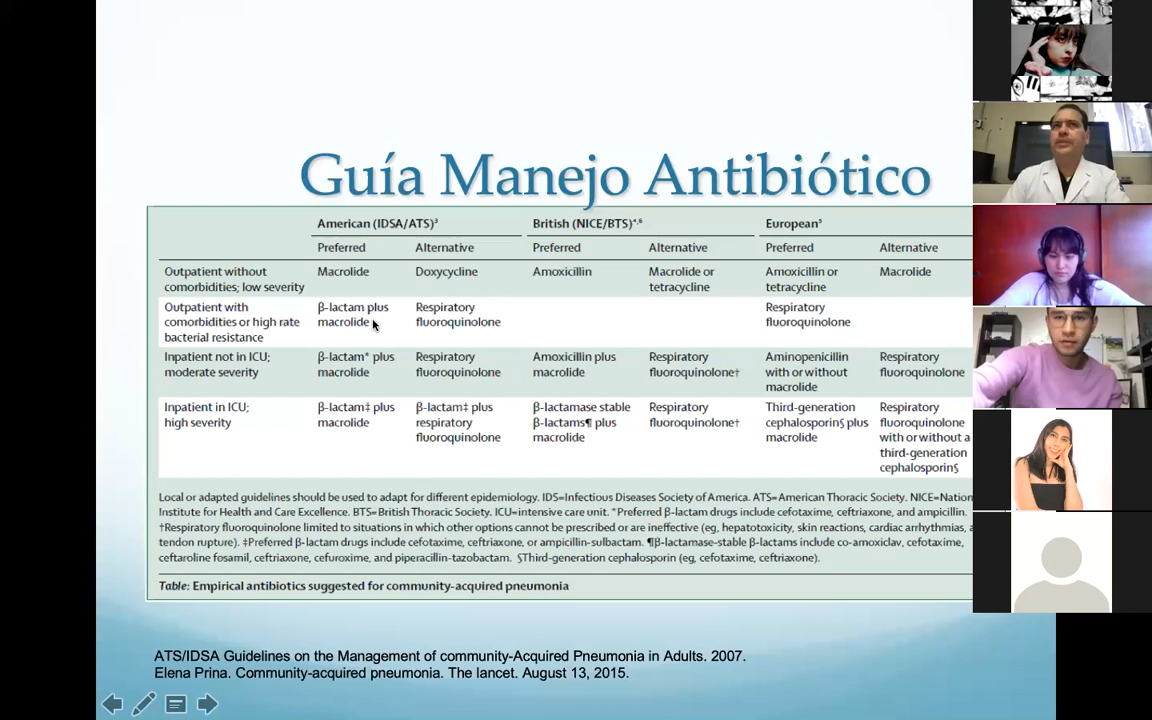 Guía Manejo Antibiótico
American (IDSA/ATS)³ British (NICE/BTS)⁴,⁶ European⁵
Preferred Alternative Preferred Alternative Preferred Alternative
Outpatient without Macrolide Doxycycline Amoxicillin Macrolide or Amoxicillin or Macrolide
comorbidities; low severity tetracycline tetracycline
Outpatient with β-lactam plus Respiratory Respiratory
comorbidities or high rate macrolide fluoroquinolone fluoroquinolone
bacterial resistance
Inpatient not in ICU; β-lactam* plus Respiratory Amoxicillin plus Respiratory Aminopenicillin Respiratory
moderate severity macrolide fluoroquinolone macrolide fluoroquinolone† with or without fluoroquinolone
macrolide
Inpatient in ICU; β-lactam‡ plus β-lactam‡ plus β-lactamase stable Respiratory Third-generation Respiratory
high severity macrolide respiratory β-lactams¶ plus fluoroquinolone† cephalosporin§ plus fluoroquinolone
fluoroquinolone macrolide macrolide with or without a
third-generation
cephalosporin§
Local or adapted guidelines should be used to adapt for different epidemiology. IDS=Infectious Diseases Society of America. ATS=American Thoracic Society. NICE=Nation
Institute for Health and Care Excellence. BTS=British Thoracic Society. ICU=intensive care unit. *Preferred β-lactam drugs include cefotaxime, ceftriaxone, and ampicillin.
†Respiratory fluoroquinolone limited to situations in which other options cannot be prescribed or are ineffective (eg, hepatotoxicity, skin reactions, cardiac arrhythmias, a
tendon rupture). ‡Preferred β-lactam drugs include cefotaxime, ceftriaxone, or ampicillin-sulbactam. ¶β-lactamase-stable β-lactams include co-amoxiclav, cefotaxime,
ceftaroline fosamil, ceftriaxone, cefuroxime, and piperacillin-tazobactam. §Third-generation cephalosporin (eg, cefotaxime, ceftriaxone).
Table: Empirical antibiotics suggested for community-acquired pneumonia
ATS/IDSA Guidelines on the Management of community-Acquired Pneumonia in Adults. 2007.
Elena Prina. Community-acquired pneumonia. The lancet. August 13, 2015.